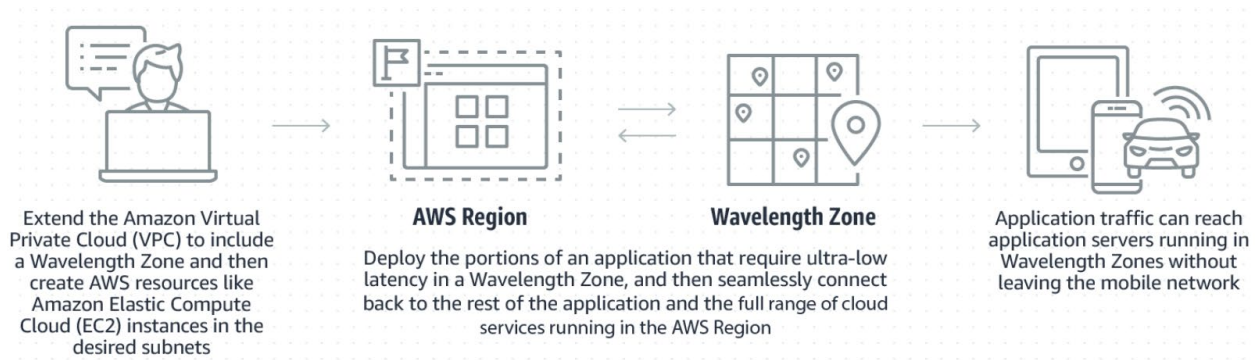 Extend the Amazon Virtual
Private Cloud (VPC) to include
a Wavelength Zone and then
create AWS resources like
Amazon Elastic Compute
Cloud (EC2) instances in the
desired subnets
AWS Region
Wavelength Zone
Deploy the portions of an application that require ultra-low
latency in a Wavelength Zone, and then seamlessly connect
back to the rest of the application and the full range of cloud
services running in the AWS Region
Application traffic can reach
application servers running in
Wavelength Zones without
leaving the mobile network